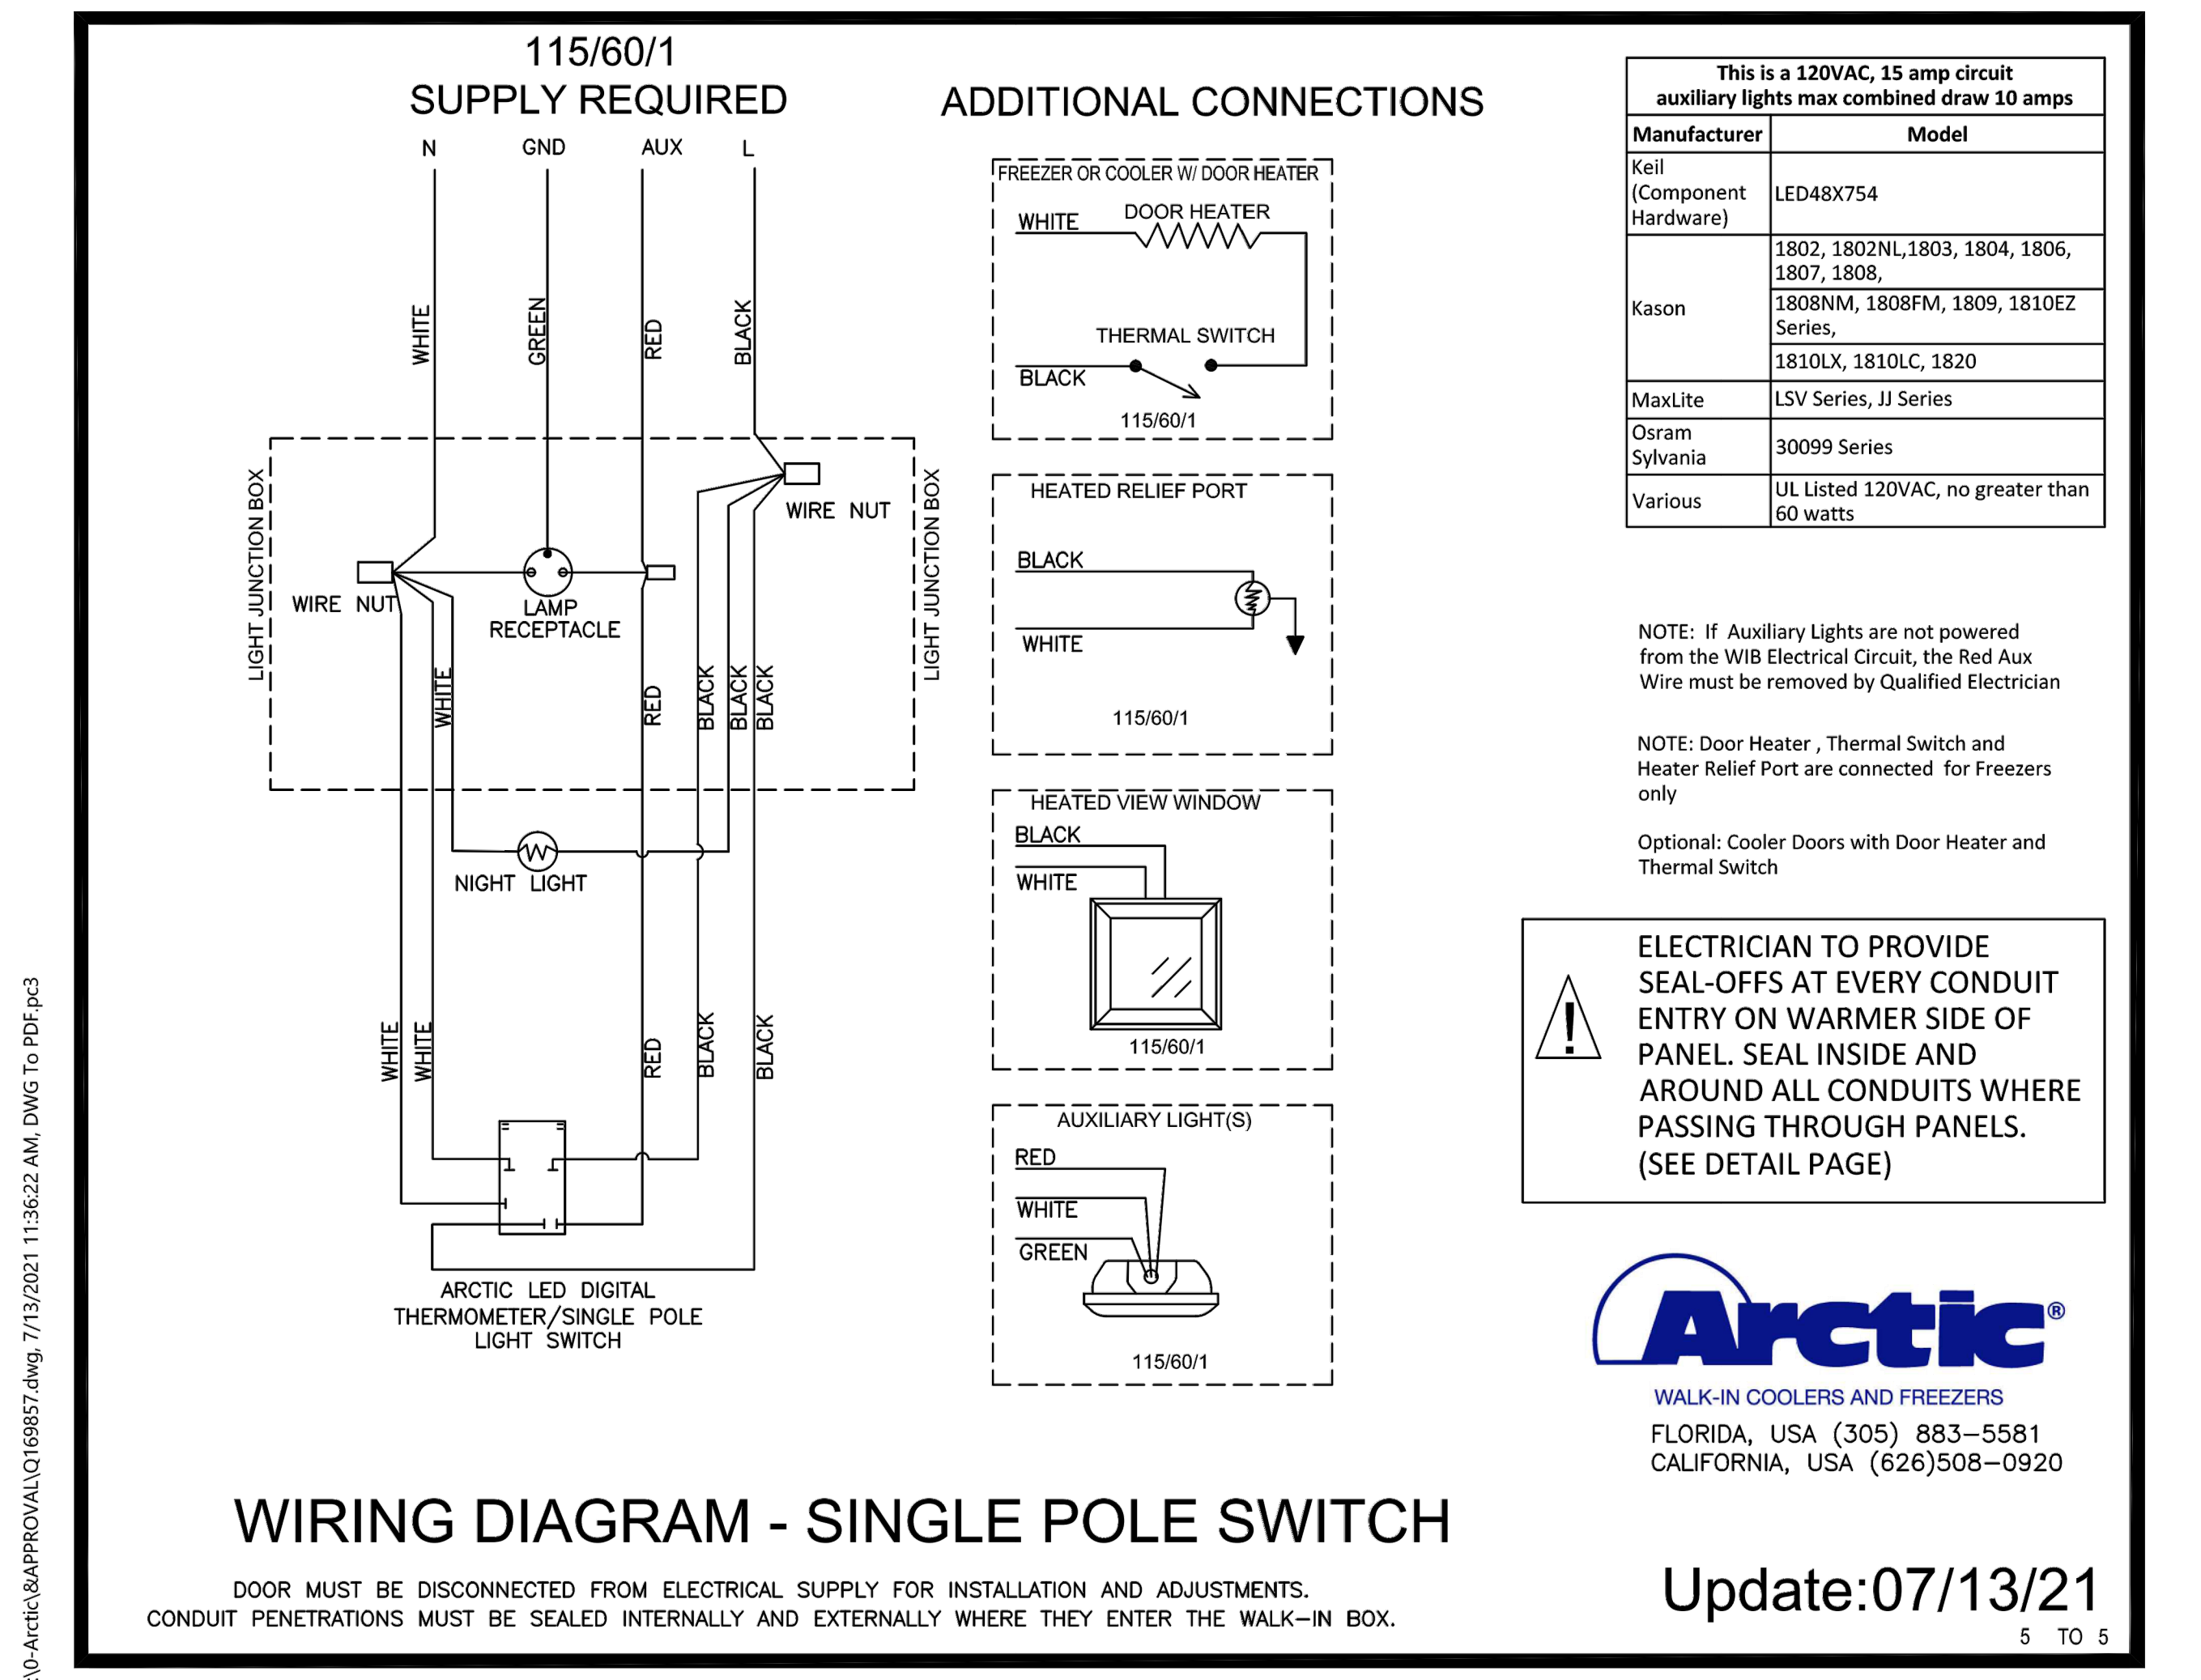 115/60/1
SUPPLY REQUIRED
N
GND
AUX
L
WHITE
GREEN
RED
BLACK
LIGHT JUNCTION BOX
LIGHT JUNCTION BOX
WIRE NUT
WIRE NUT
LAMP
RECEPTACLE
WHITE
RED
BLACK
BLACK
BLACK
NIGHT LIGHT
WHITE
WHITE
RED
BLACK
BLACK
ARCTIC LED DIGITAL
THERMOMETER/SINGLE POLE
LIGHT SWITCH
ADDITIONAL CONNECTIONS
FREEZER OR COOLER W/ DOOR HEATER
WHITE
DOOR HEATER
THERMAL SWITCH
BLACK
115/60/1
HEATED RELIEF PORT
BLACK
WHITE
115/60/1
HEATED VIEW WINDOW
BLACK
WHITE
115/60/1
AUXILIARY LIGHT(S)
RED
WHITE
GREEN
115/60/1
This is a 120VAC, 15 amp circuit
auxiliary lights max combined draw 10 amps
Manufacturer
Model
Keil
(Component
Hardware)
LED48X754
Kason
1802, 1802NL,1803, 1804, 1806,
1807, 1808,
1808NM, 1808FM, 1809, 1810EZ
Series,
1810LX, 1810LC, 1820
MaxLite
LSV Series, JJ Series
Osram
Sylvania
30099 Series
Various
UL Listed 120VAC, no greater than
60 watts
NOTE: If Auxiliary Lights are not powered
from the WIB Electrical Circuit, the Red Aux
Wire must be removed by Qualified Electrician
NOTE: Door Heater , Thermal Switch and
Heater Relief Port are connected for Freezers
only
Optional: Cooler Doors with Door Heater and
Thermal Switch
!
ELECTRICIAN TO PROVIDE
SEAL-OFFS AT EVERY CONDUIT
ENTRY ON WARMER SIDE OF
PANEL. SEAL INSIDE AND
AROUND ALL CONDUITS WHERE
PASSING THROUGH PANELS.
(SEE DETAIL PAGE)
Arctic®
WALK-IN COOLERS AND FREEZERS
FLORIDA, USA (305) 883-5581
CALIFORNIA, USA (626)508-0920
WIRING DIAGRAM - SINGLE POLE SWITCH
DOOR MUST BE DISCONNECTED FROM ELECTRICAL SUPPLY FOR INSTALLATION AND ADJUSTMENTS.
CONDUIT PENETRATIONS MUST BE SEALED INTERNALLY AND EXTERNALLY WHERE THEY ENTER THE WALK-IN BOX.
Update:07/13/21
5 TO 5
:\0-Arctic\&APPROVAL\Q169857.dwg, 7/13/2021 11:36:22 AM, DWG To PDF.pc3